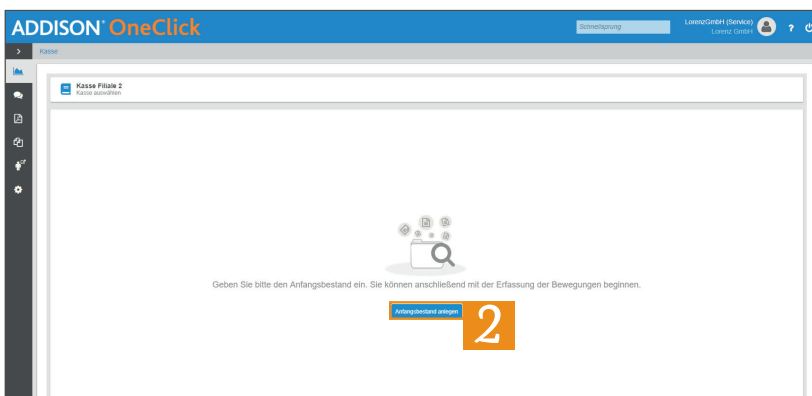 ADDISON OneClick
Schnellsprung
LorenzGmbH (Service)
Lorenz GmbH
?
>
Kasse
Kasse Filiale 2
Kasse auswählen
Geben Sie bitte den Anfangsbestand ein. Sie können anschließend mit der Erfassung der Bewegungen beginnen.
Anfangsbestand anlegen
2